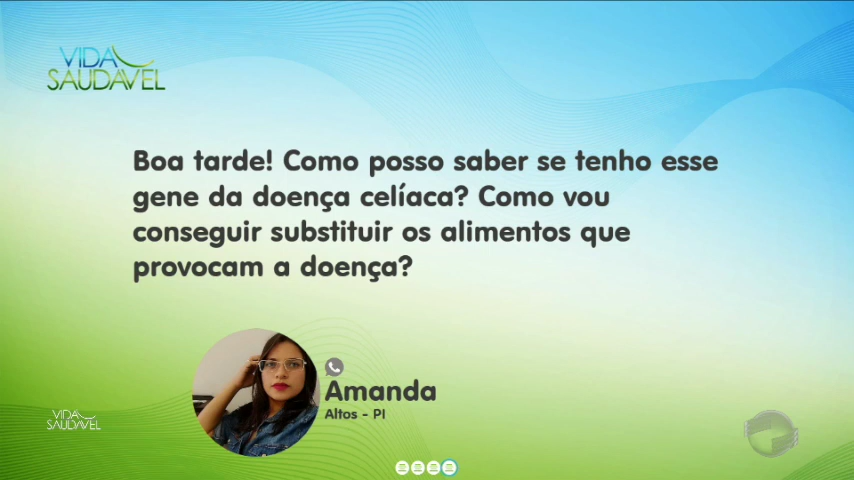 VIDA
SAUDÁVEL
Boa tarde! Como posso saber se tenho esse
gene da doença celíaca? Como vou
conseguir substituir os alimentos que
provocam a doença?
Amanda
Altos - PI
VIDA
SAUDÁVEL